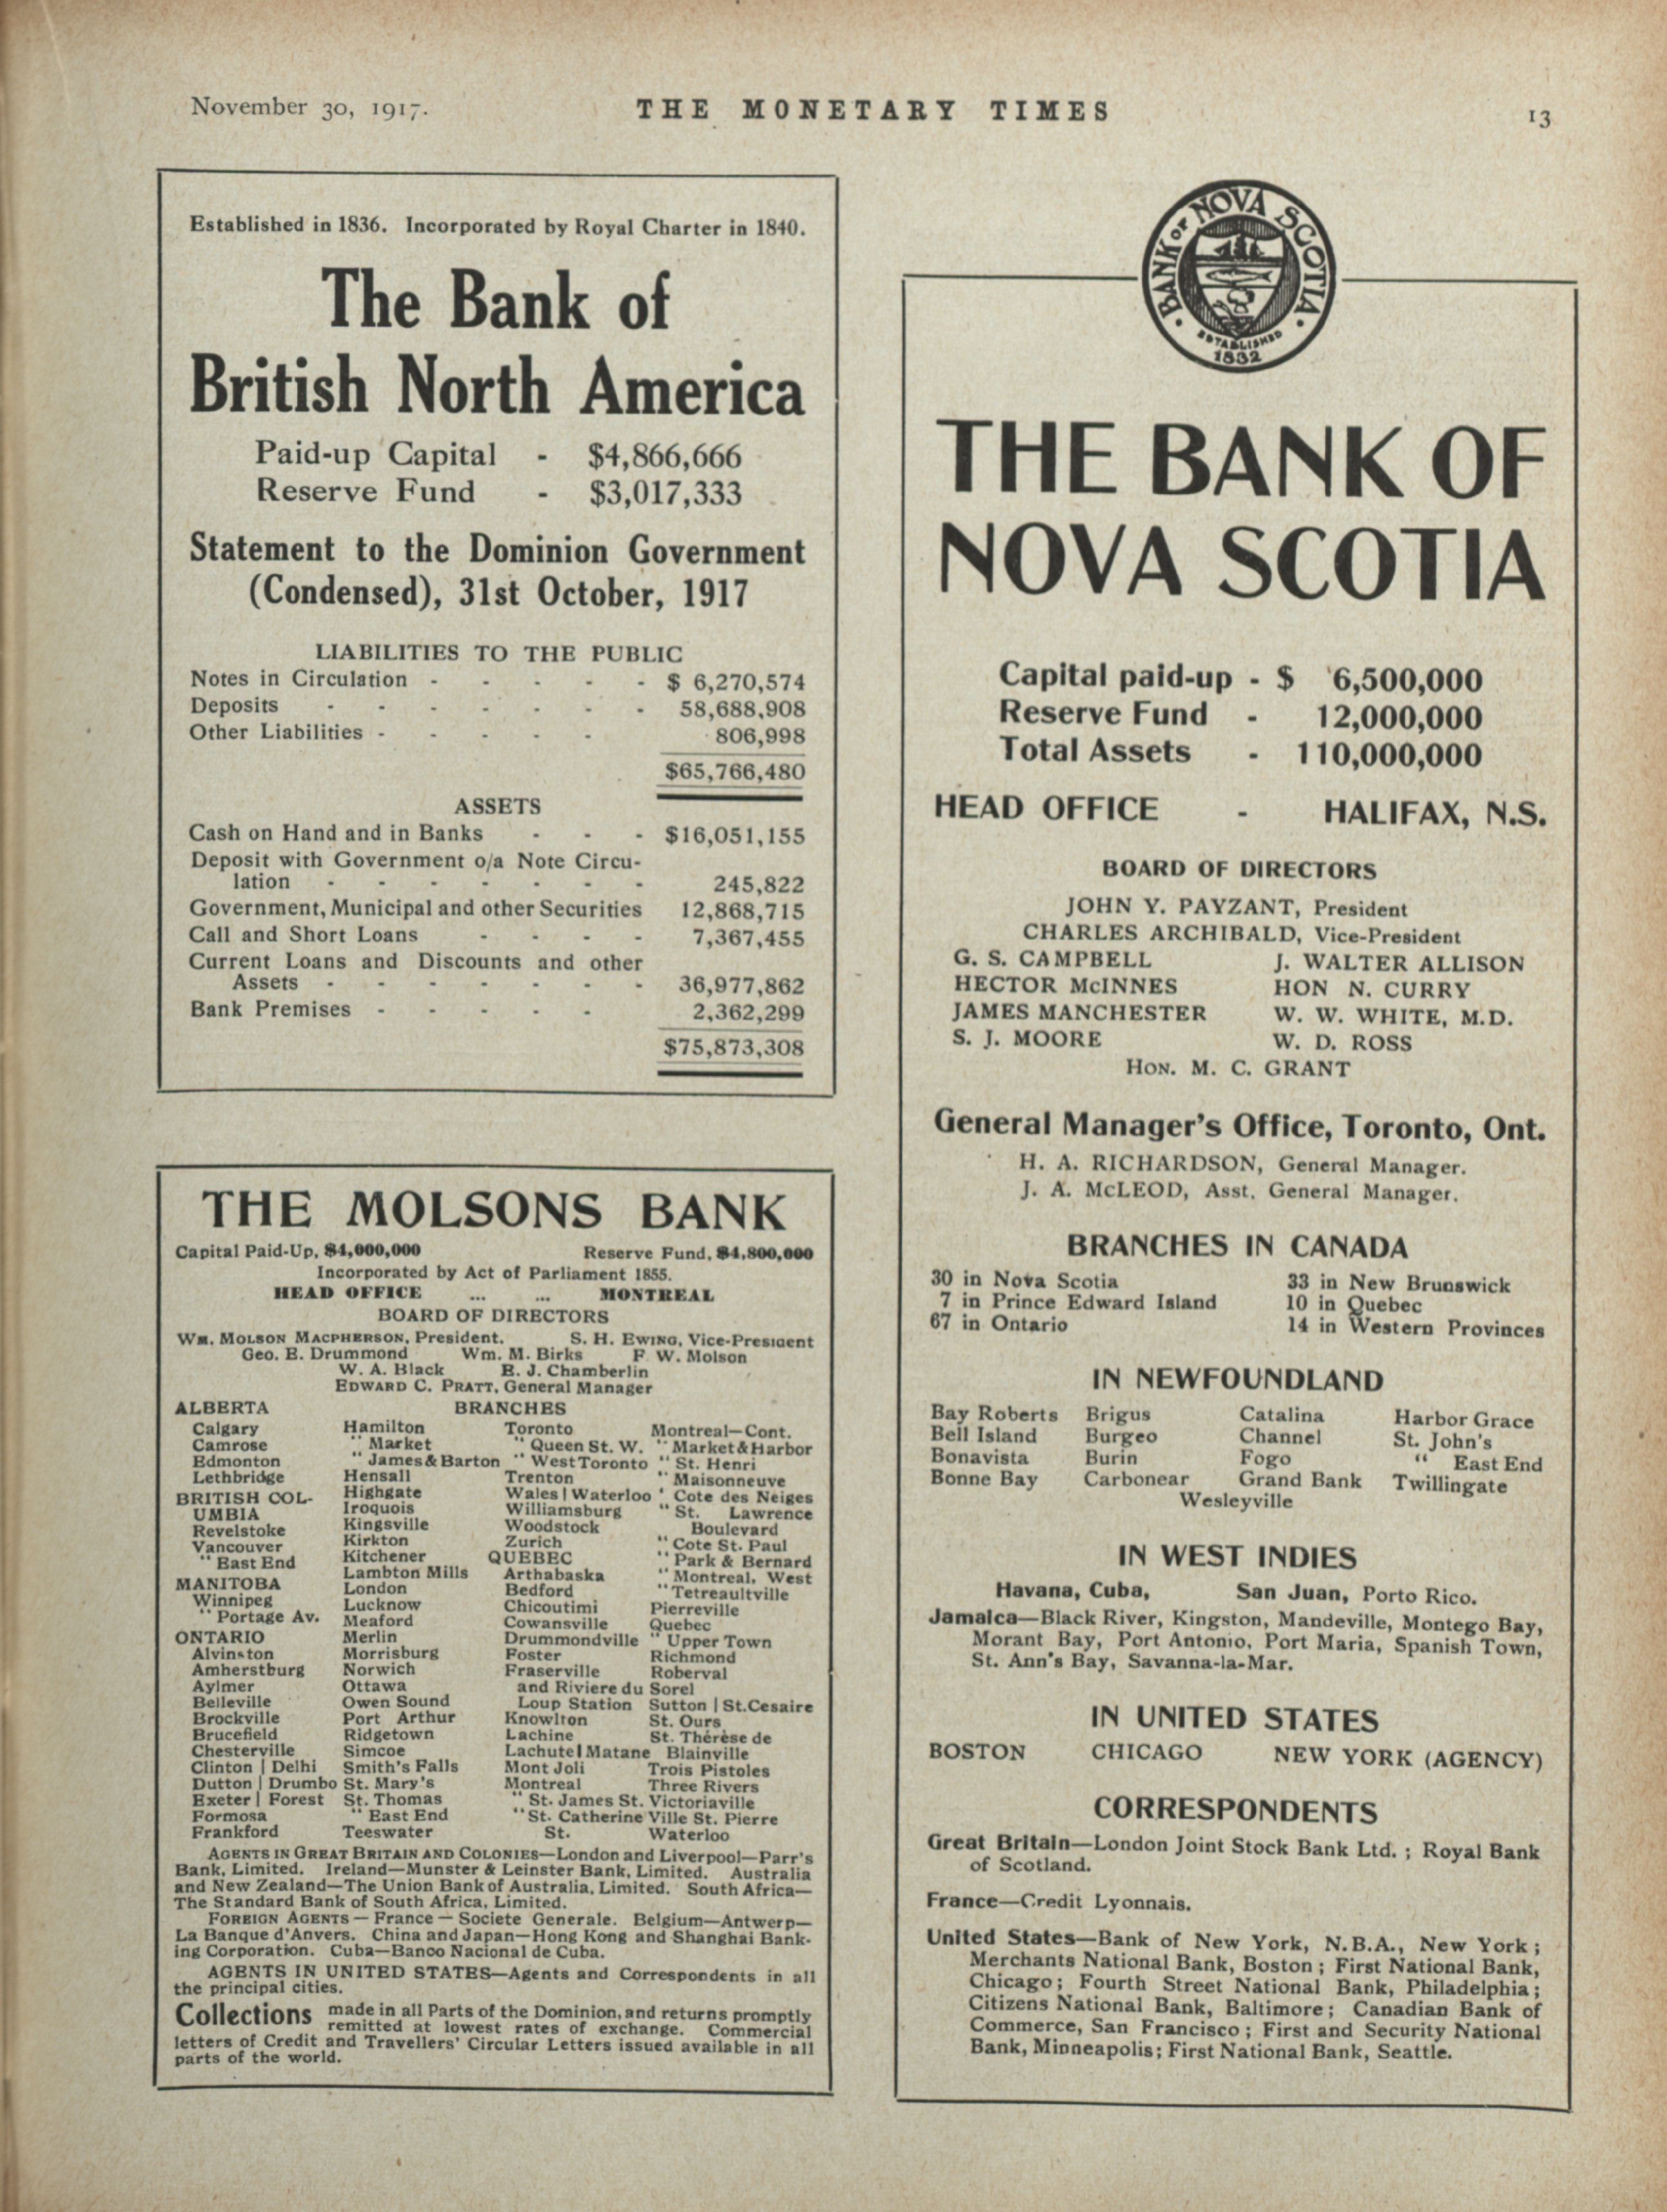 November 30, 1917.
THE MONETARY TIMES
13
Established in 1836. Incorporated by Royal Charter in 1840.
The Bank of
British North America
Paid-up Capital - $4,866,666
Reserve Fund - $3,017,333
Statement to the Dominion Government
(Condensed), 31st October, 1917
LIABILITIES TO THE PUBLIC
Notes in Circulation - - - - - $ 6,270,574
Deposits - - - - - - - 58,688,908
Other Liabilities - - - - - 806,998
$65,766,480
ASSETS
Cash on Hand and in Banks - - - $16,051,155
Deposit with Government o/a Note Circu-
lation - - - - - - - 245,822
Government, Municipal and other Securities 12,868,715
Call and Short Loans - - - - 7,367,455
Current Loans and Discounts and other
Assets - - - - - - - 36,977,862
Bank Premises - - - - - 2,362,299
$75,873,308
THE MOLSONS BANK
Capital Paid-Up, $4,000,000 Reserve Fund, $4,800,000
Incorporated by Act of Parliament 1855.
HEAD OFFICE ... ... MONTREAL
BOARD OF DIRECTORS
WM. MOLSON MACPHERSON, President. S. H. EWING, Vice-President
Geo. E. Drummond Wm. M. Birks F. W. Molson
W. A. Black E. J. Chamberlin
EDWARD C. PRATT, General Manager
BRANCHES
ALBERTA
Calgary
Camrose
Edmonton
Lethbridge
BRITISH COL-
UMBIA
Revelstoke
Vancouver
" East End
MANITOBA
Winnipeg
" Portage Av.
ONTARIO
Alvinston
Amherstburg
Aylmer
Belleville
Brockville
Brucefield
Chesterville
Clinton | Delhi
Dutton | Drumbo
Exeter | Forest
Formosa
Frankford
Hamilton
" Market
" James & Barton
Hensall
Highgate
Iroquois
Kingsville
Kirkton
Kitchener
Lambton Mills
London
Lucknow
Meaford
Merlin
Morrisburg
Norwich
Ottawa
Owen Sound
Port Arthur
Ridgetown
Simcoe
Smith's Falls
St. Mary's
St. Thomas
" East End
Teeswater
Toronto
" Queen St. W.
" West Toronto
Trenton
Wales | Waterloo
Williamsburg
Woodstock
Zurich
QUEBEC
Arthabaska
Bedford
Chicoutimi
Cowansville
Drummondville
Foster
Fraserville
and Riviere du
Loup Station
Knowlton
Lachine
Lachute | Matane
Mont Joli
Montreal
" St. James St.
" St. Catherine
St.
Montreal—Cont.
" Market & Harbor
" St. Henri
" Maisonneuve
" Cote des Neiges
" St. Lawrence
Boulevard
" Cote St. Paul
" Park & Bernard
" Montreal, West
" Tetreaultville
Pierreville
Quebec
" Upper Town
Richmond
Roberval
Sorel
Sutton | St. Cesaire
St. Ours
St. Thérèse de
Blainville
Trois Pistoles
Three Rivers
Victoriaville
Ville St. Pierre
Waterloo
AGENTS IN GREAT BRITAIN AND COLONIES—London and Liverpool—Parr's
Bank, Limited. Ireland—Munster & Leinster Bank, Limited. Australia
and New Zealand—The Union Bank of Australia, Limited. South Africa—
The Standard Bank of South Africa, Limited.
FOREIGN AGENTS — France — Societe Generale. Belgium—Antwerp—
La Banque d'Anvers. China and Japan—Hong Kong and Shanghai Bank-
ing Corporation. Cuba—Banco Nacional de Cuba.
AGENTS IN UNITED STATES—Agents and Correspondents in all
the principal cities.
Collections made in all Parts of the Dominion, and returns promptly
remitted at lowest rates of exchange. Commercial
letters of Credit and Travellers' Circular Letters issued available in all
parts of the world.
BANK OF NOVA SCOTIA
ESTABLISHED
1832
THE BANK OF
NOVA SCOTIA
Capital paid-up - $ 6,500,000
Reserve Fund - 12,000,000
Total Assets - 110,000,000
HEAD OFFICE - HALIFAX, N.S.
BOARD OF DIRECTORS
JOHN Y. PAYZANT, President
CHARLES ARCHIBALD, Vice-President
G. S. CAMPBELL J. WALTER ALLISON
HECTOR McINNES HON N. CURRY
JAMES MANCHESTER W. W. WHITE, M.D.
S. J. MOORE W. D. ROSS
HON. M. C. GRANT
General Manager's Office, Toronto, Ont.
H. A. RICHARDSON, General Manager.
J. A. McLEOD, Asst. General Manager.
BRANCHES IN CANADA
30 in Nova Scotia 33 in New Brunswick
7 in Prince Edward Island 10 in Quebec
67 in Ontario 14 in Western Provinces
IN NEWFOUNDLAND
Bay Roberts Brigus Catalina Harbor Grace
Bell Island Burgeo Channel St. John's
Bonavista Burin Fogo " East End
Bonne Bay Carbonear Grand Bank Twillingate
Wesleyville
IN WEST INDIES
Havana, Cuba, San Juan, Porto Rico.
Jamaica—Black River, Kingston, Mandeville, Montego Bay,
Morant Bay, Port Antonio, Port Maria, Spanish Town,
St. Ann's Bay, Savanna-la-Mar.
IN UNITED STATES
BOSTON CHICAGO NEW YORK (AGENCY)
CORRESPONDENTS
Great Britain—London Joint Stock Bank Ltd. ; Royal Bank
of Scotland.
France—Credit Lyonnais.
United States—Bank of New York, N.B.A., New York ;
Merchants National Bank, Boston ; First National Bank,
Chicago ; Fourth Street National Bank, Philadelphia ;
Citizens National Bank, Baltimore ; Canadian Bank of
Commerce, San Francisco ; First and Security National
Bank, Minneapolis; First National Bank, Seattle.